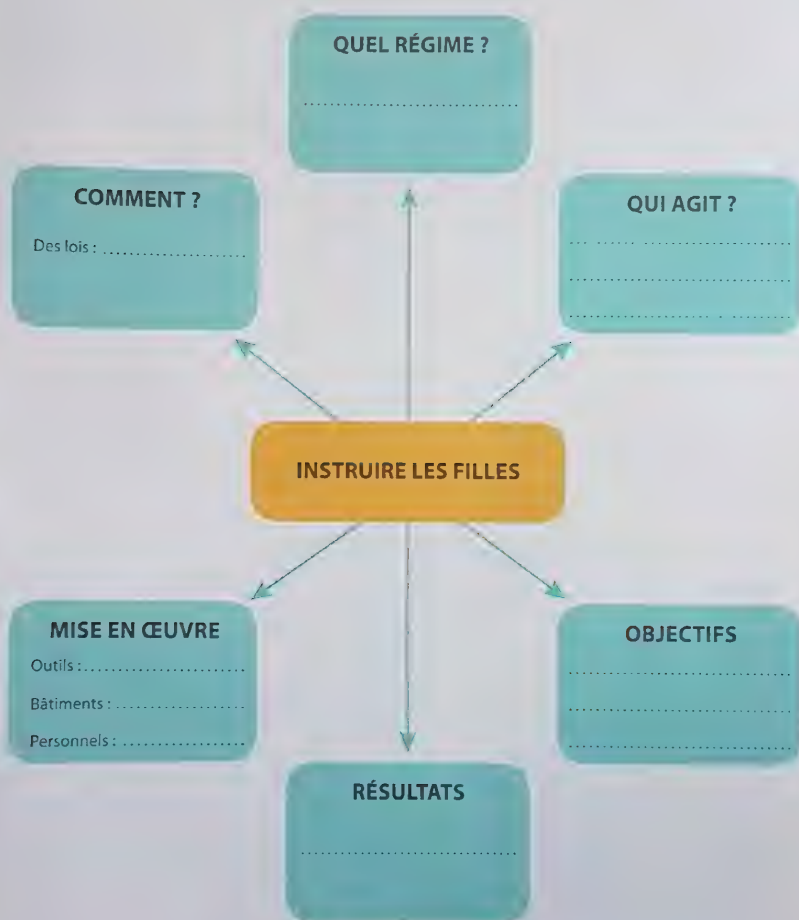 QUEL RÉGIME ?
COMMENT ?
Des lois :
QUI AGIT ?
INSTRUIRE LES FILLES
MISE EN ŒUVRE
Outils :
Bâtiments :
Personnels :
OBJECTIFS
RÉSULTATS